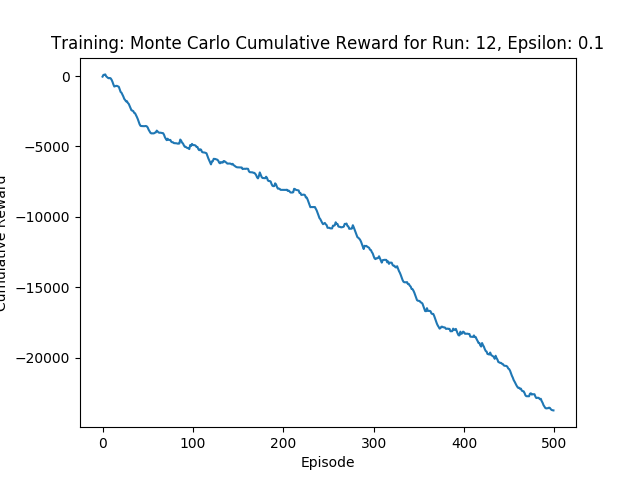 Training: Monte Carlo Cumulative Reward for Run: 12, Epsilon: 0.1
0
−5000
−10000
−15000
−20000
Cumulative Reward
0 100 200 300 400 500
Episode